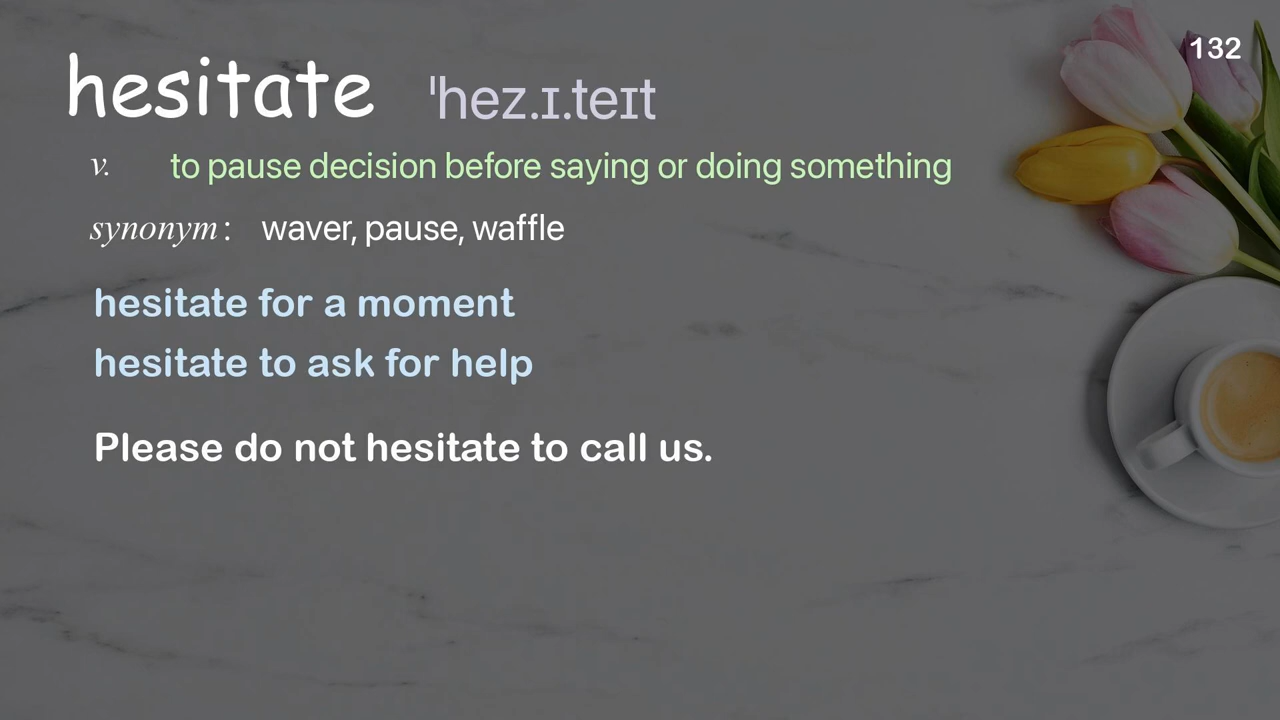 132
hesitate ˈhez.ɪ.teɪt
v. to pause decision before saying or doing something
synonym : waver, pause, waffle
hesitate for a moment
hesitate to ask for help
Please do not hesitate to call us.